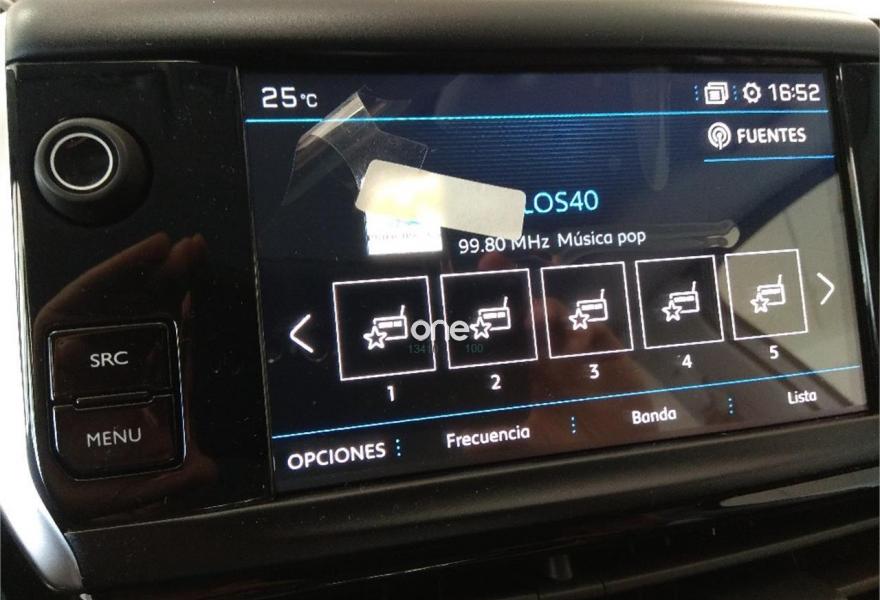 25°C
16:52
FUENTES
LOS40
99.80 MHz Música pop
SRC
one
1 2 3 4 5
MENU
OPCIONES Frecuencia Banda Lista